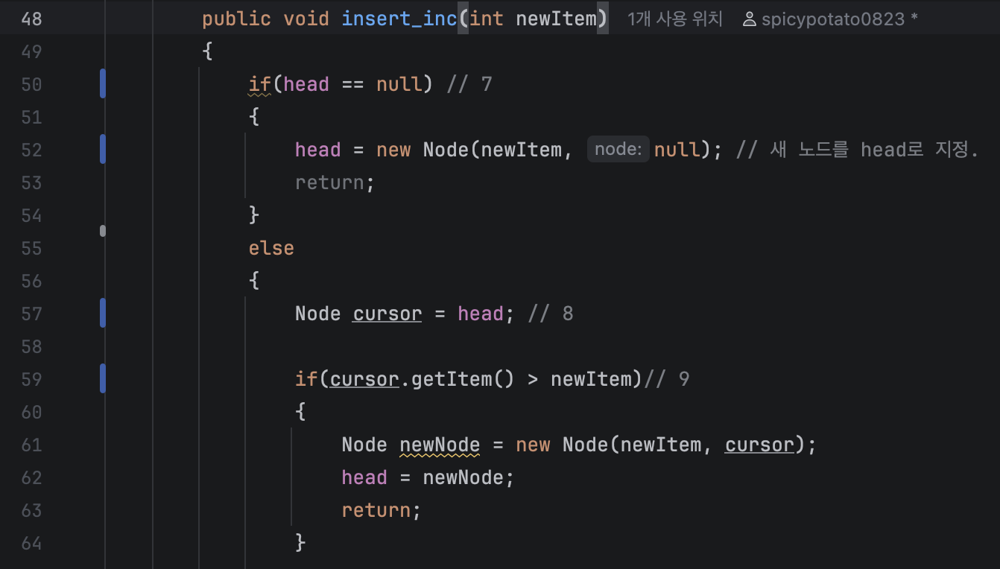 48 public void insert_inc(int newItem) 1개 사용 위치 spicypotato0823 *
49 {
50 if(head == null) // 7
51 {
52 head = new Node(newItem, node: null); // 새 노드를 head로 지정.
53 return;
54 }
55 else
56 {
57 Node cursor = head; // 8
58
59 if(cursor.getItem() > newItem)// 9
60 {
61 Node newNode = new Node(newItem, cursor);
62 head = newNode;
63 return;
64 }